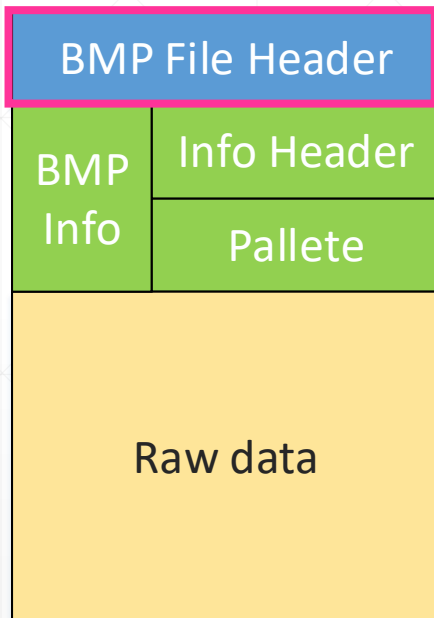 BMP File Header
BMP
Info
Info Header
Pallete
Raw data